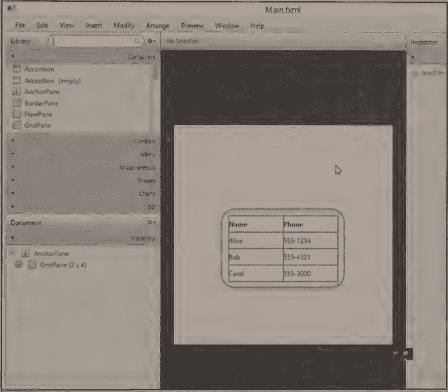 Main.fxml
File Edit View Insert Modify Arrange Preview Window Help
Library
No Selection
Inspector
Containers
Accordion
Accordion (empty)
AnchorPane
BorderPane
FlowPane
GridPane
Controls
Menu
Miscellaneous
Shapes
Charts
3D
Document
Hierarchy
AnchorPane
GridPane (2 x 4)
Name Phone
Alice 555-1234
Bob 555-4321
Carol 555-3000